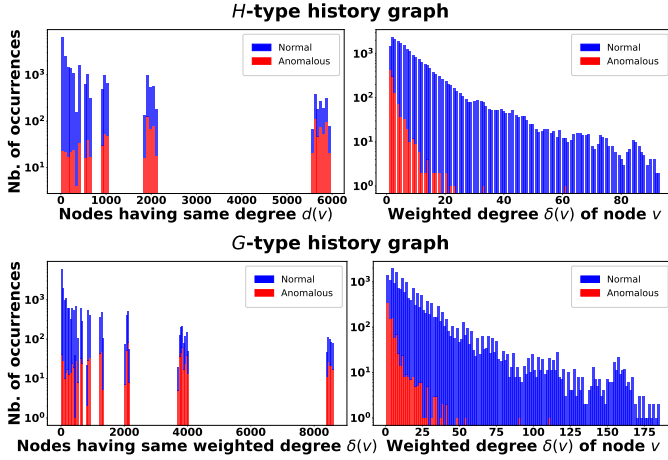 H-type history graph
Nb. of occurrences
10³
10²
10¹
Normal
Anomalous
0 1000 2000 3000 4000 5000 6000
Nodes having same degree d(v)
10³
10²
10¹
10⁰
Normal
Anomalous
0 20 40 60 80
Weighted degree δ(v) of node v
G-type history graph
Nb. of occurrences
10³
10²
10¹
10⁰
Normal
Anomalous
0 2000 4000 6000 8000
Nodes having same weighted degree δ(v)
10³
10²
10¹
10⁰
Normal
Anomalous
0 25 50 75 100 125 150 175
Weighted degree δ(v) of node v